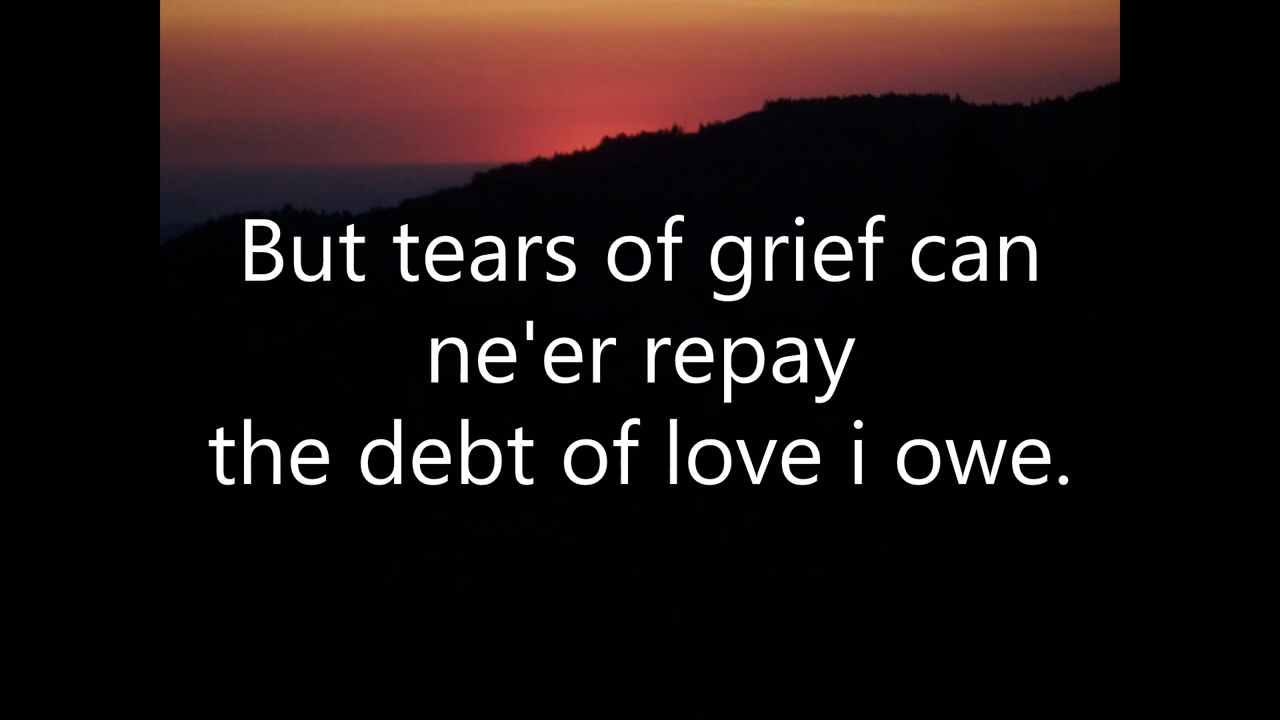 But tears of grief can
ne'er repay
the debt of love i owe.